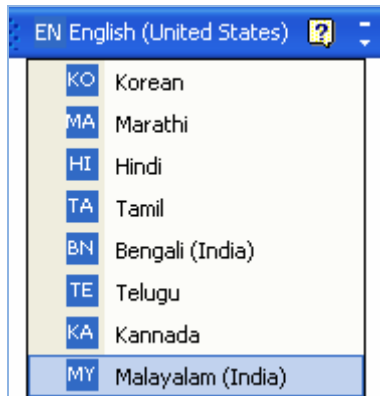 EN English (United States)
KO Korean
MA Marathi
HI Hindi
TA Tamil
BN Bengali (India)
TE Telugu
KA Kannada
MY Malayalam (India)